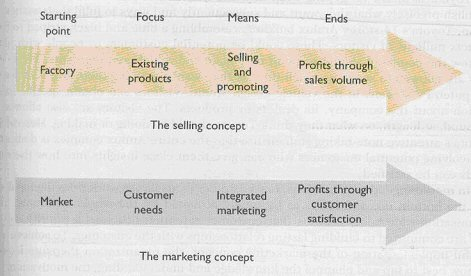 Starting Focus Means Ends
point
Factory Existing Selling Profits through
products and sales volume
promoting
The selling concept
Market Customer Integrated Profits through
needs marketing customer
satisfaction
The marketing concept